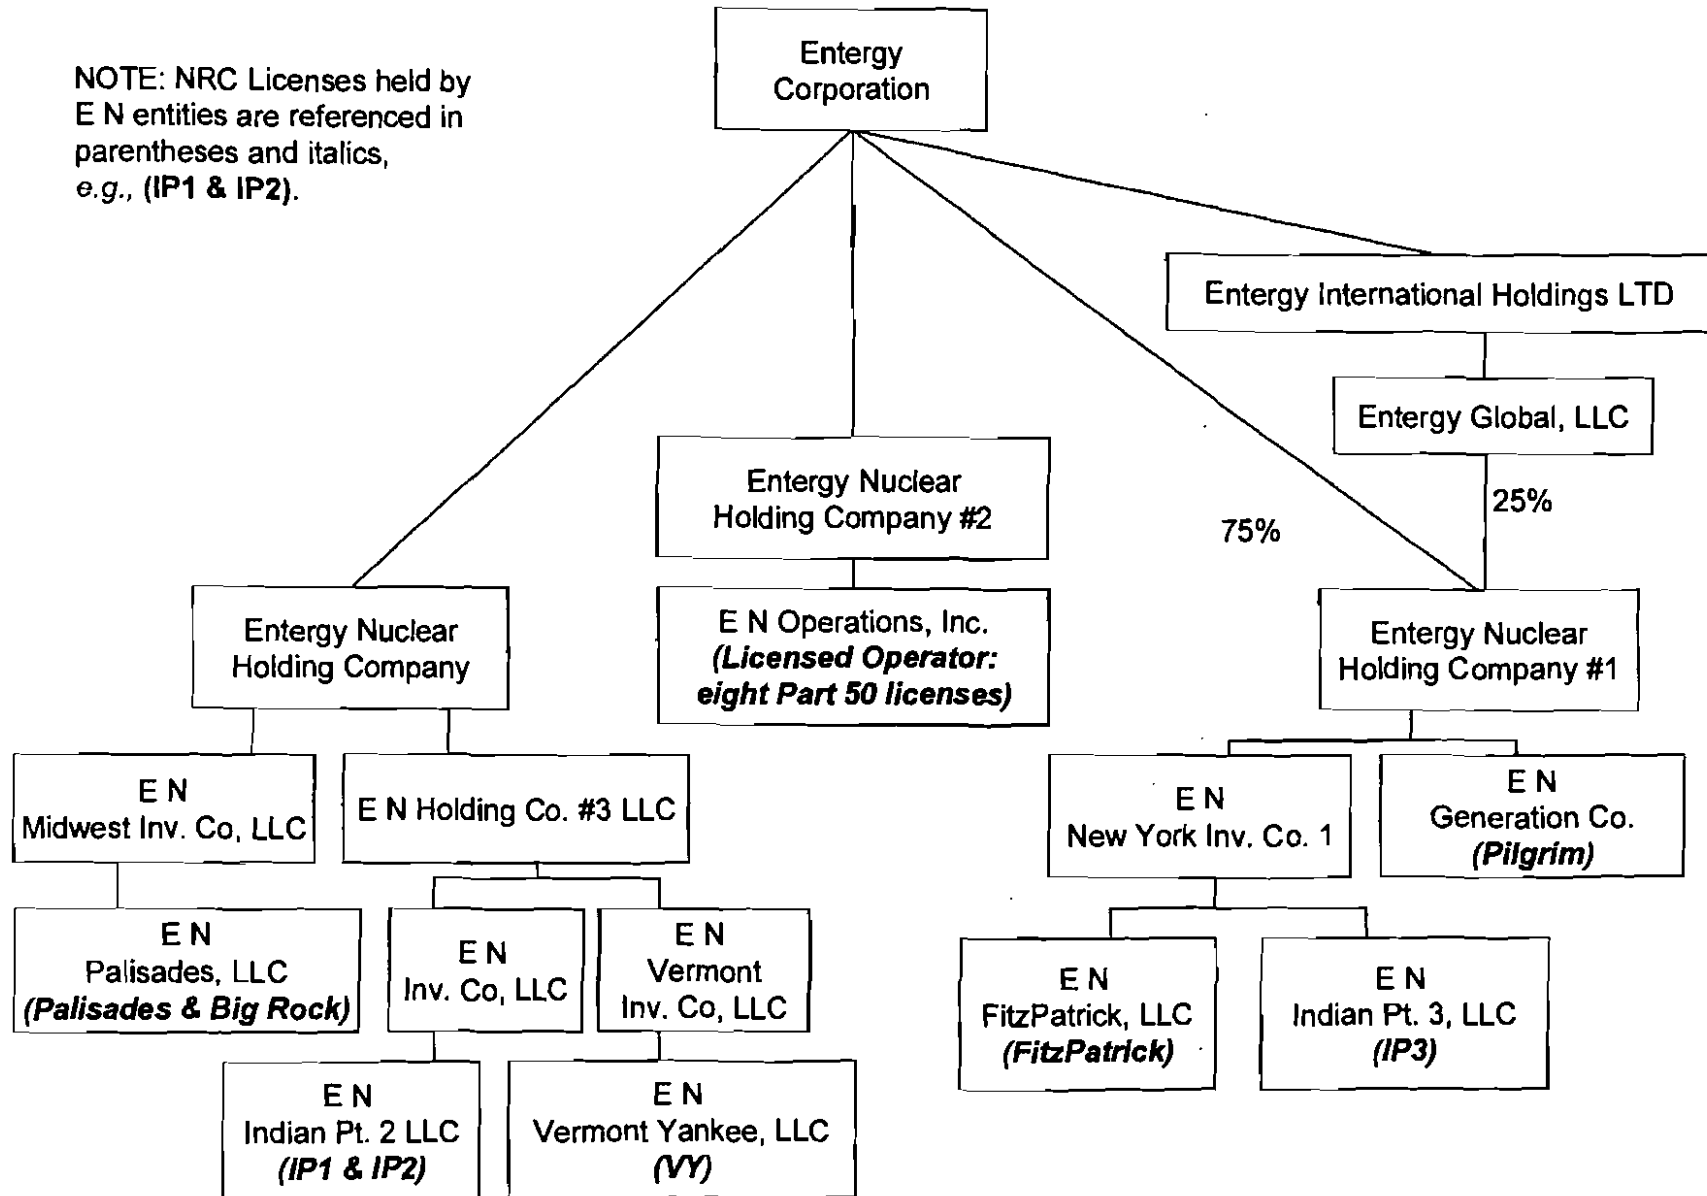 Entergy
Corporation
NOTE: NRC Licenses held by
E N entities are referenced in
parentheses and italics,
e.g., (IP1 & IP2).
Entergy International Holdings LTD
Entergy Global, LLC
25%
75%
Entergy Nuclear
Holding Company #2
E N Operations, Inc.
(Licensed Operator:
eight Part 50 licenses)
Entergy Nuclear
Holding Company
Entergy Nuclear
Holding Company #1
E N
Midwest Inv. Co, LLC
E N Holding Co. #3 LLC
E N
New York Inv. Co. 1
E N
Generation Co.
(Pilgrim)
E N
Palisades, LLC
(Palisades & Big Rock)
E N
Inv. Co, LLC
E N
Vermont
Inv. Co, LLC
E N
FitzPatrick, LLC
(FitzPatrick)
E N
Indian Pt. 3, LLC
(IP3)
E N
Indian Pt. 2 LLC
(IP1 & IP2)
E N
Vermont Yankee, LLC
(VY)